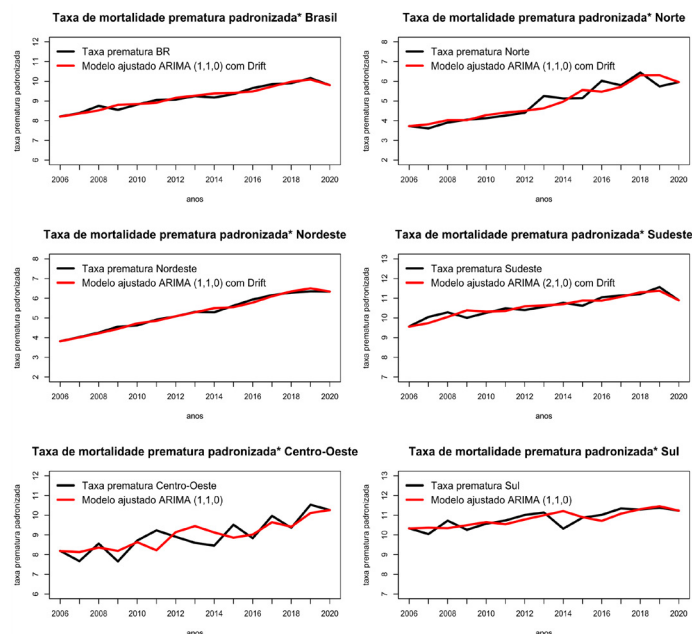 Taxa de mortalidade prematura padronizada* Brasil
taxa prematura padronizada
12
11
10
9
8
7
6
Taxa prematura BR
Modelo ajustado ARIMA (1,1,0) com Drift
2006 2008 2010 2012 2014 2016 2018 2020
anos
Taxa de mortalidade prematura padronizada* Norte
taxa prematura padronizada
8
7
6
5
4
3
2
Taxa prematura Norte
Modelo ajustado ARIMA (1,1,0) com Drift
2006 2008 2010 2012 2014 2016 2018 2020
anos
Taxa de mortalidade prematura padronizada* Nordeste
taxa prematura padronizada
8
7
6
5
4
3
2
Taxa prematura Nordeste
Modelo ajustado ARIMA (1,1,0) com Drift
2006 2008 2010 2012 2014 2016 2018 2020
anos
Taxa de mortalidade prematura padronizada* Sudeste
taxa prematura padronizada
13
12
11
10
9
8
7
Taxa prematura Sudeste
Modelo ajustado ARIMA (2,1,0) com Drift
2006 2008 2010 2012 2014 2016 2018 2020
anos
Taxa de mortalidade prematura padronizada* Centro-Oeste
taxa prematura padronizada
12
11
10
9
8
7
6
Taxa prematura Centro-Oeste
Modelo ajustado ARIMA (1,1,0)
2006 2008 2010 2012 2014 2016 2018 2020
anos
Taxa de mortalidade prematura padronizada* Sul
taxa prematura padronizada
13
12
11
10
9
8
7
Taxa prematura Sul
Modelo ajustado ARIMA (1,1,0)
2006 2008 2010 2012 2014 2016 2018 2020
anos